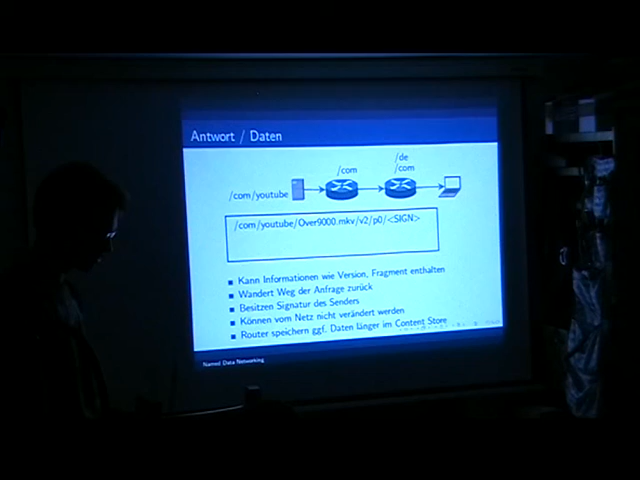 Antwort / Daten
/de
/com
/com
/com/youtube
/com/youtube/Over9000.mkv/v2/p0/<SIGN>
Kann Informationen wie Version, Fragment enthalten
Wandert Weg der Anfrage zurück
Besitzen Signatur des Senders
Können vom Netz nicht verändert werden
Router speichern ggf. Daten länger im Content Store
Named Data Networking